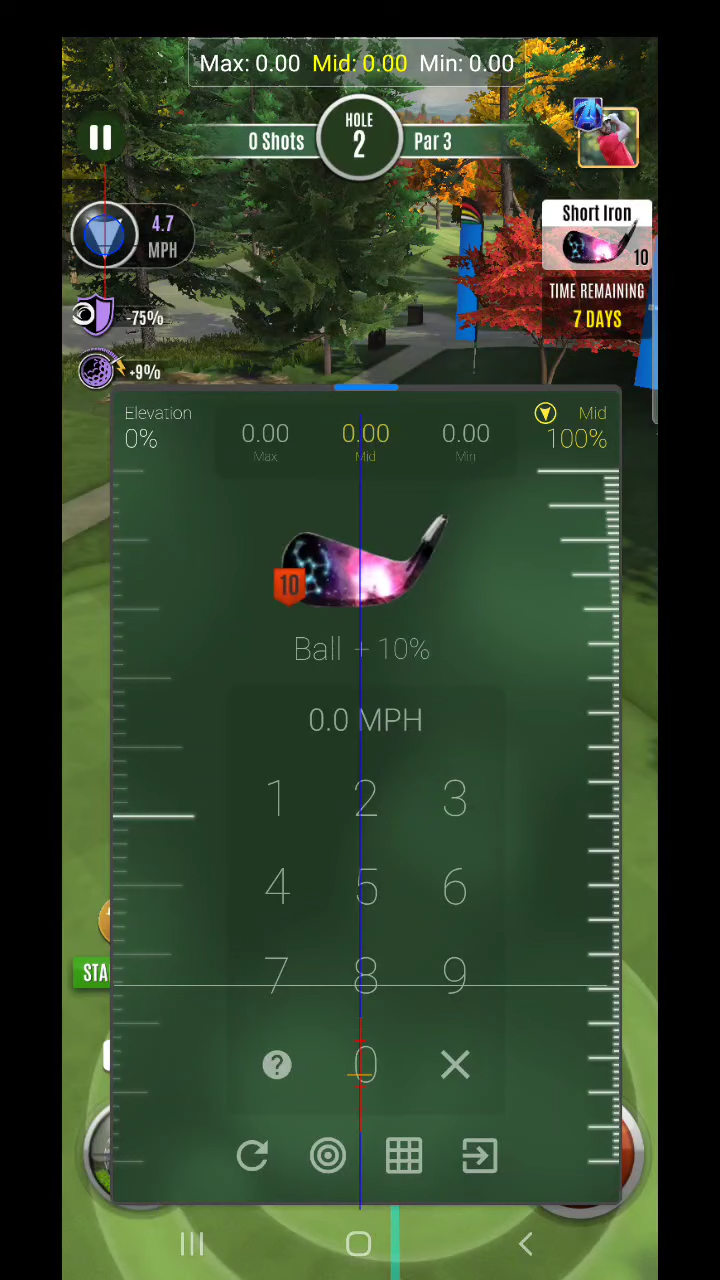 Max: 0.00 Mid: 0.00 Min: 0.00
0 Shots
HOLE
2
Par 3
4.7
MPH
Short Iron
10
TIME REMAINING
7 DAYS
-75%
+9%
Elevation
0%
0.00
Max
0.00
Mid
0.00
Min
Mid
100%
10
Ball + 10%
0.0 MPH
1 2 3
4 5 6
7 8 9
? 0
STA